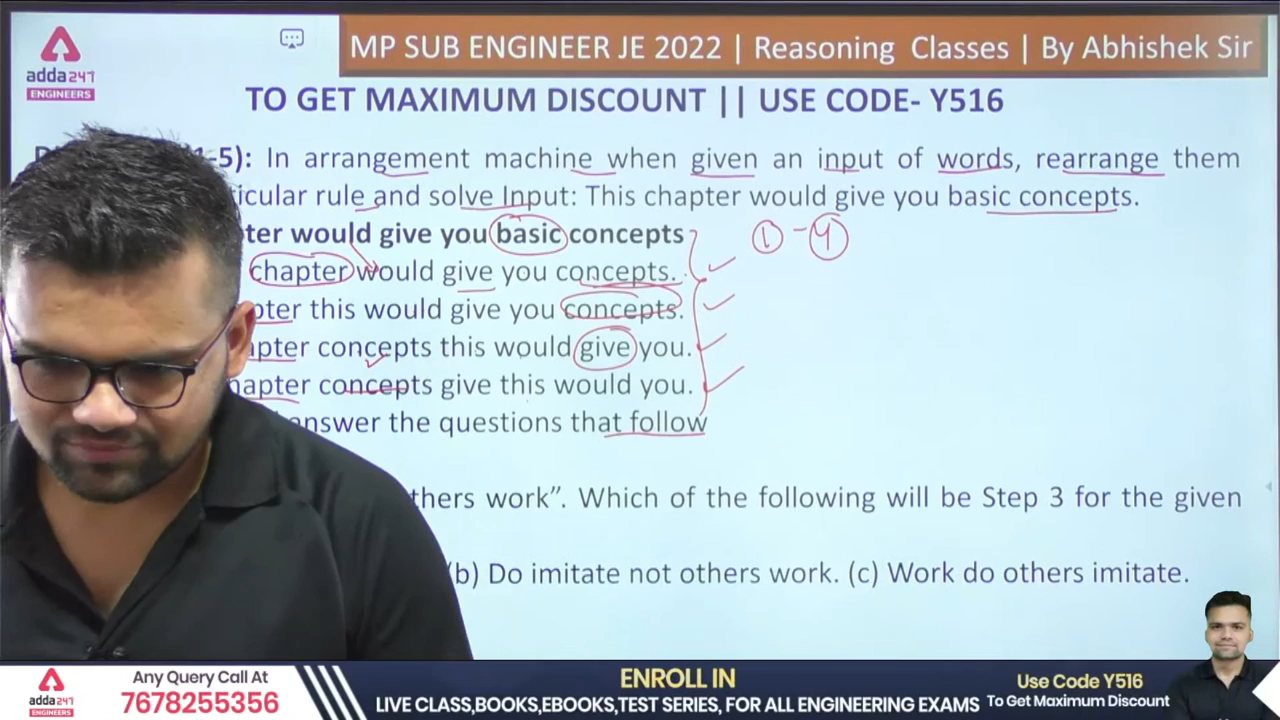 MP SUB ENGINEER JE 2022 | Reasoning Classes | By Abhishek Sir
adda247
ENGINEERS
TO GET MAXIMUM DISCOUNT || USE CODE- Y516
1-5): In arrangement machine when given an input of words, rearrange them
rule and solve Input: This chapter would give you basic concepts.
would give you basic concepts
① - ④
chapter would give you concepts.
this would give you concepts.
concepts this would give you.
concepts give this would you.
answer the questions that follow
work”. Which of the following will be Step 3 for the given
(b) Do imitate not others work. (c) Work do others imitate.
adda247
ENGINEERS
Any Query Call At
7678255356
ENROLL IN
LIVE CLASS,BOOKS,EBOOKS,TEST SERIES, FOR ALL ENGINEERING EXAMS
Use Code Y516
To Get Maximum Discount